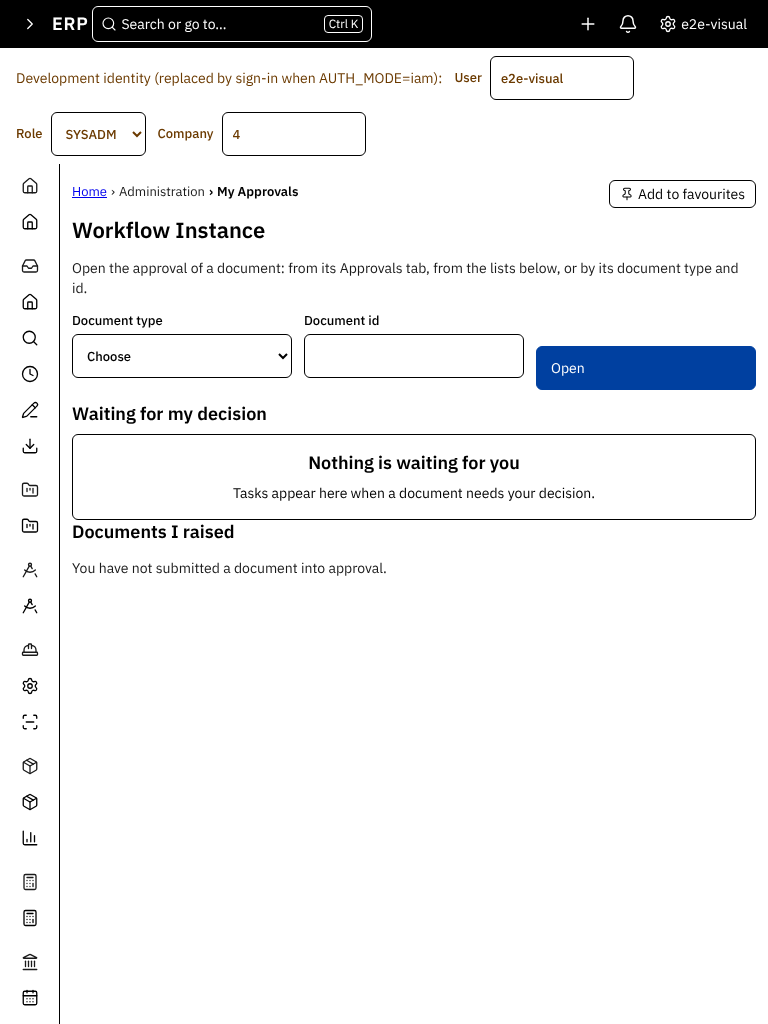 ERP
Search or go to...
Ctrl K
e2e-visual
Development identity (replaced by sign-in when AUTH_MODE=iam):
User
e2e-visual
Role
SYSADM
Company
4
Home › Administration › My Approvals
Add to favourites
Workflow Instance
Open the approval of a document: from its Approvals tab, from the lists below, or by its document type and
id.
Document type
Document id
Choose
Open
Waiting for my decision
Nothing is waiting for you
Tasks appear here when a document needs your decision.
Documents I raised
You have not submitted a document into approval.